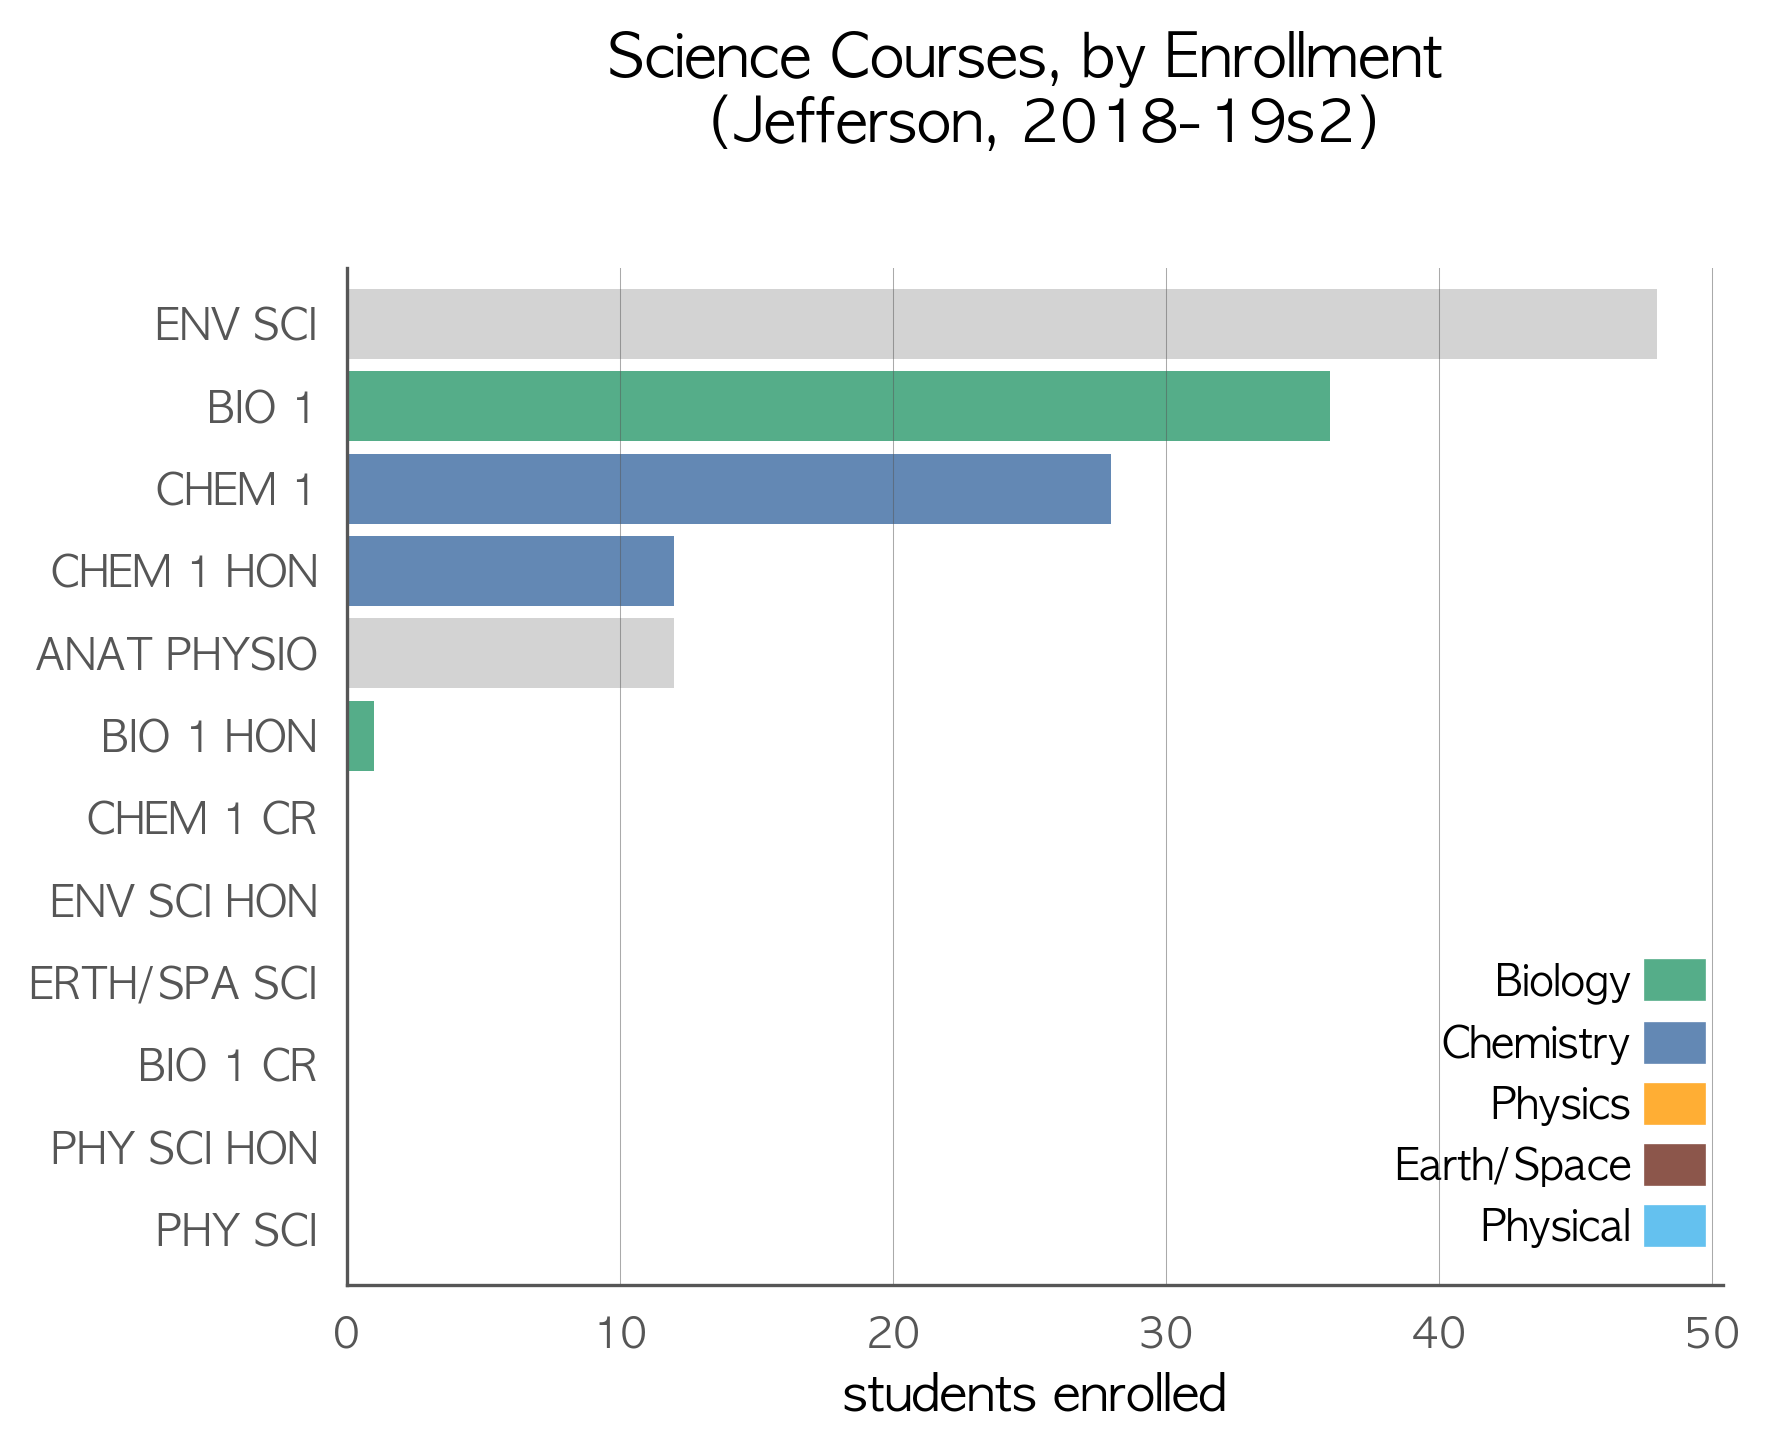 Science Courses, by Enrollment
(Jefferson, 2018-19s2)
ENV SCI
BIO 1
CHEM 1
CHEM 1 HON
ANAT PHYSIO
BIO 1 HON
CHEM 1 CR
ENV SCI HON
ERTH/SPA SCI
BIO 1 CR
PHY SCI HON
PHY SCI
Biology
Chemistry
Physics
Earth/Space
Physical
0 10 20 30 40 50
students enrolled